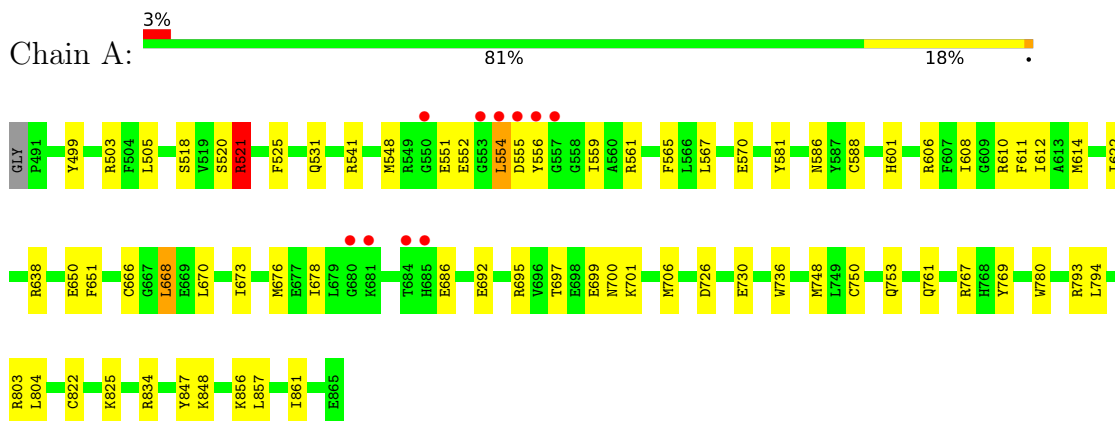 3%
Chain A:
81% 18% .
GLY P491 Y499 R503 F504 L505 S518 V519 S520 R521 F525 Q531 R541 M548 R549 G550 E551 E552 G553 L554 D555 Y556 G557 G558 I559 A560 R561 F565 L566 L567 E570 Y581 N586 Y587 C588 H601 R606 F607 I608 G609 R610 F611 I612 A613 M614
R638 E650 F651 C666 G667 L668 E669 L670 I673 M676 E677 I678 L679 G680 K681 T684 H685 E686 E692 R695 V696 T697 E698 E699 N700 K701 M706 D726 E730 W736 M748 L749 C750 Q753 Q761 R767 H768 Y769 W780 R793 L794
R803 L804 C822 K825 R834 Y847 K848 K856 L857 I861 E865